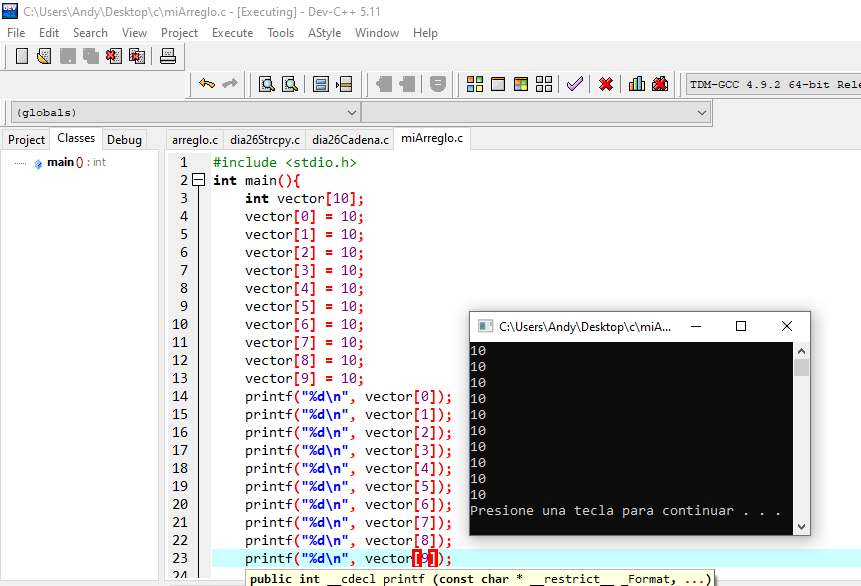 C:\Users\Andy\Desktop\c\miArreglo.c - [Executing] - Dev-C++ 5.11
File Edit Search View Project Execute Tools AStyle Window Help
TDM-GCC 4.9.2 64-bit Rele
(globals)
Project Classes Debug
main () : int
arreglo.c dia26Strcpy.c dia26Cadena.c miArreglo.c
1 #include <stdio.h>
2 int main(){
3 int vector[10];
4 vector[0] = 10;
5 vector[1] = 10;
6 vector[2] = 10;
7 vector[3] = 10;
8 vector[4] = 10;
9 vector[5] = 10;
10 vector[6] = 10;
11 vector[7] = 10;
12 vector[8] = 10;
13 vector[9] = 10;
14 printf("%d\n", vector[0]);
15 printf("%d\n", vector[1]);
16 printf("%d\n", vector[2]);
17 printf("%d\n", vector[3]);
18 printf("%d\n", vector[4]);
19 printf("%d\n", vector[5]);
20 printf("%d\n", vector[6]);
21 printf("%d\n", vector[7]);
22 printf("%d\n", vector[8]);
23 printf("%d\n", vector[9]);
24
public int __cdecl printf (const char * __restrict__ _Format, ...)
C:\Users\Andy\Desktop\c\miA...
10
10
10
10
10
10
10
10
10
10
Presione una tecla para continuar . . .